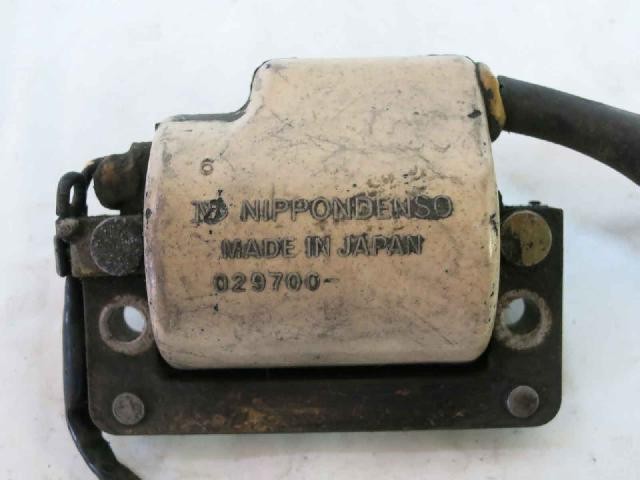 6
ND NIPPONDENSO
MADE IN JAPAN
029700-